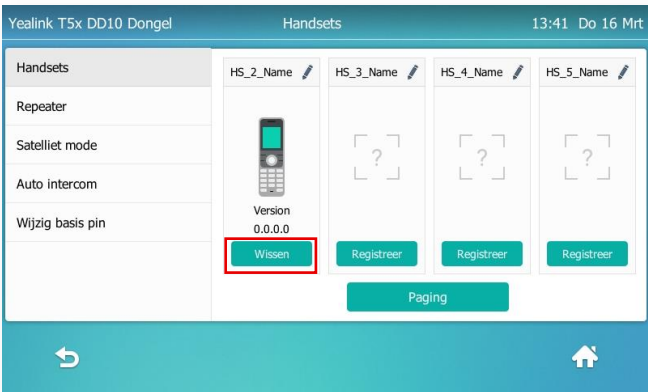 Yealink T5x DD10 Dongel Handsets 13:41 Do 16 Mrt
Handsets
Repeater
Satelliet mode
Auto intercom
Wijzig basis pin
HS_2_Name HS_3_Name HS_4_Name HS_5_Name
? ? ?
Version
0.0.0.0
Wissen Registreer Registreer Registreer
Paging